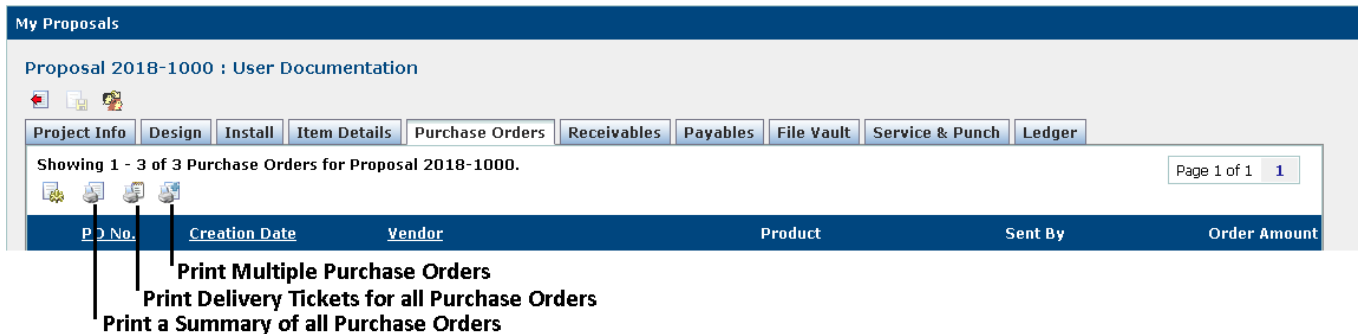 My Proposals
Proposal 2018-1000 : User Documentation
Project Info Design Install Item Details Purchase Orders Receivables Payables File Vault Service & Punch Ledger
Showing 1 - 3 of 3 Purchase Orders for Proposal 2018-1000.
Page 1 of 1 1
PO No. Creation Date Vendor Product Sent By Order Amount
Print Multiple Purchase Orders
Print Delivery Tickets for all Purchase Orders
Print a Summary of all Purchase Orders